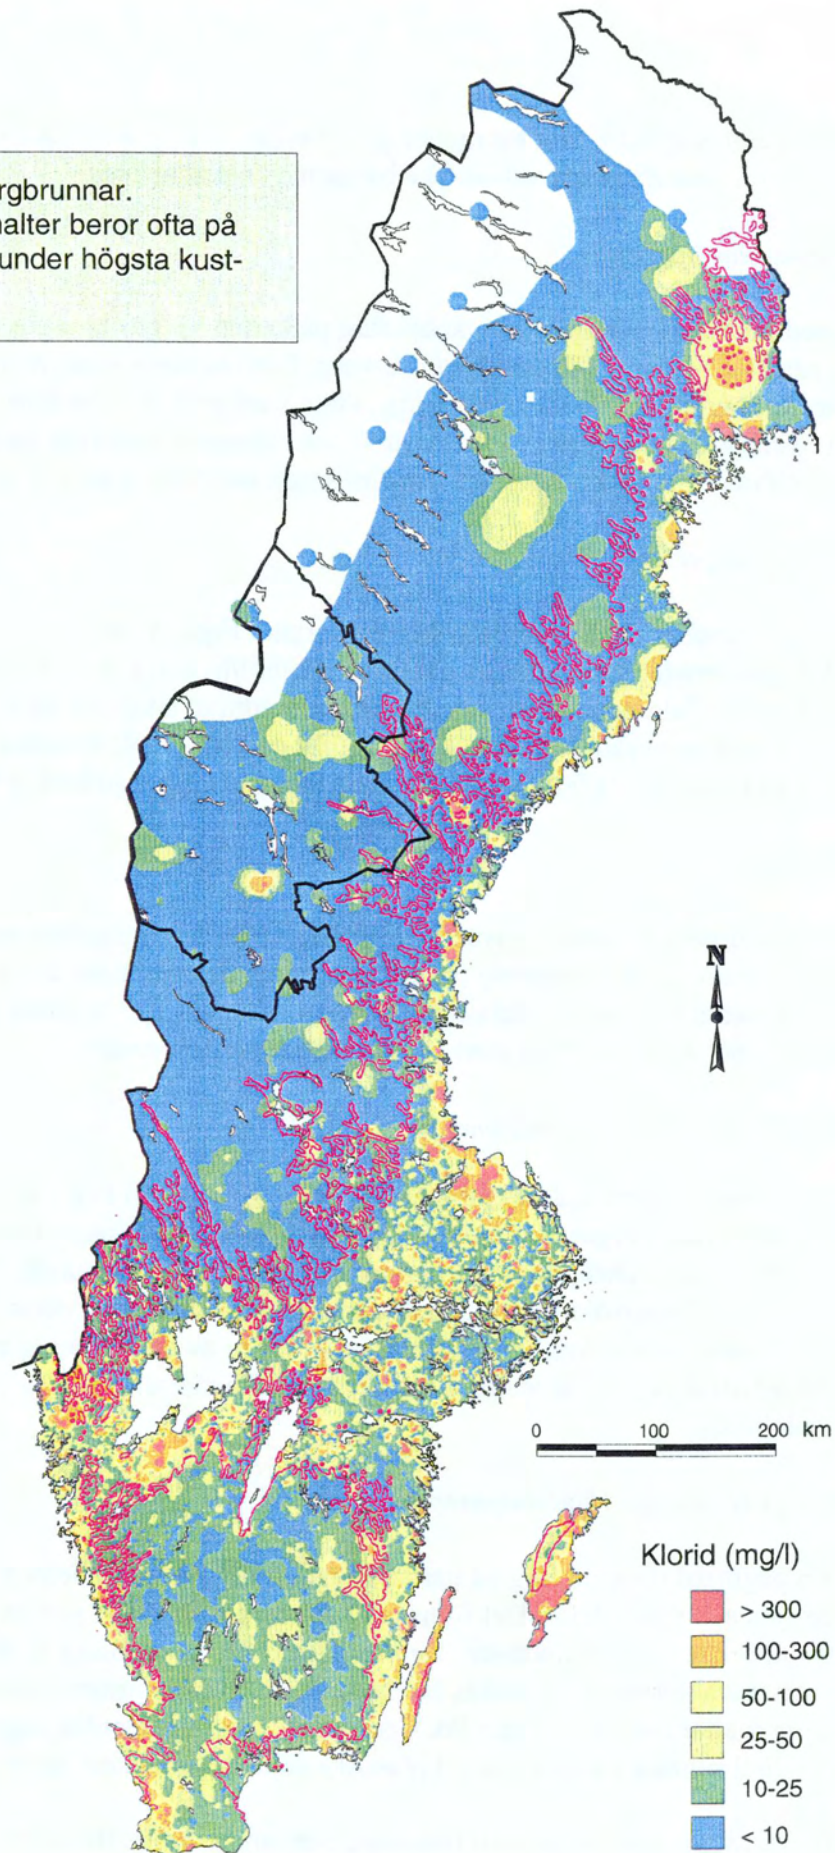 rgbrunnar.
halter beror ofta på
under högsta kust-
N
0 100 200 km
Klorid (mg/l)
> 300
100-300
50-100
25-50
10-25
< 10